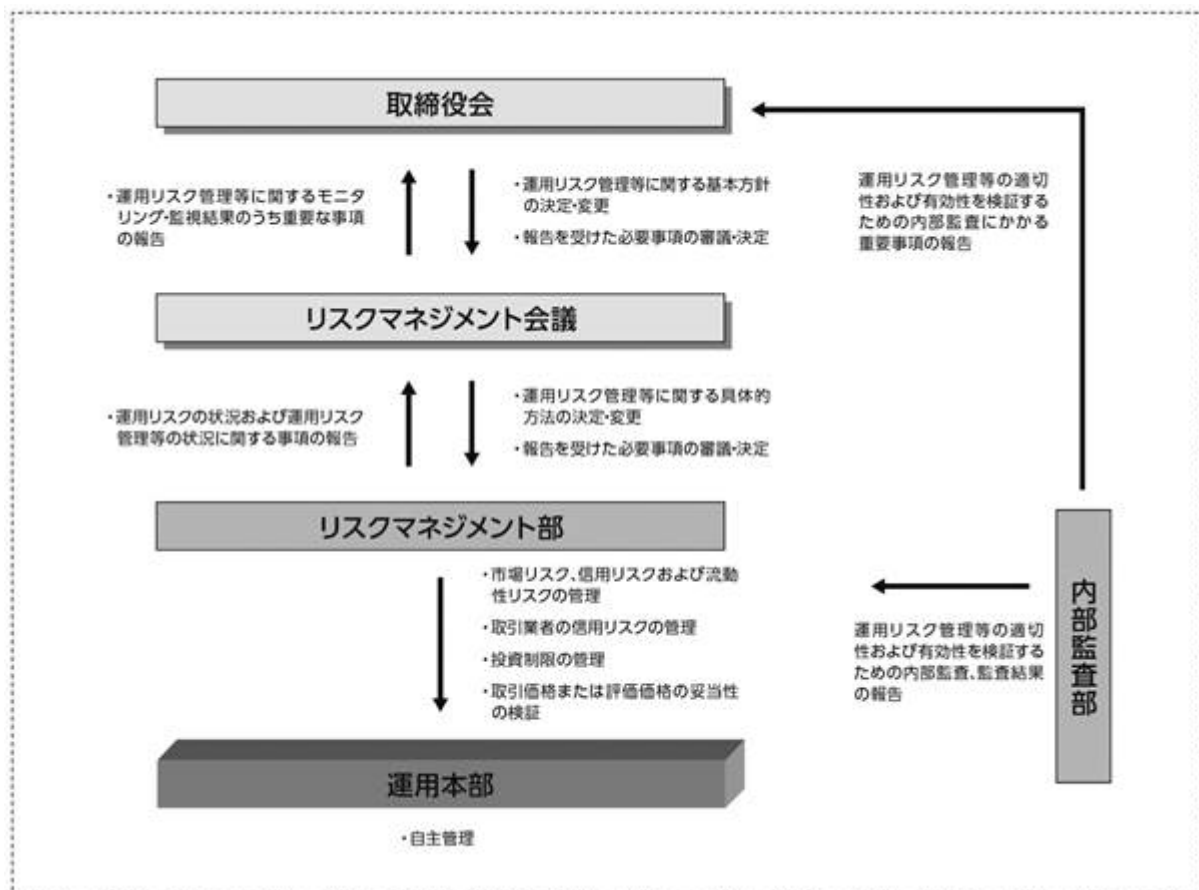 取締役会
・運用リスク管理等に関するモニタ
リング・監視結果のうち重要な事項
の報告
・運用リスク管理等に関する基本方針
の決定・変更
・報告を受けた必要事項の審議・決定
運用リスク管理等の適切
性および有効性を検証す
るための内部監査にかかる
重要事項の報告
リスクマネジメント会議
・運用リスクの状況および運用リスク
管理等の状況に関する事項の報告
・運用リスク管理等に関する具体的
方法の決定・変更
・報告を受けた必要事項の審議・決定
リスクマネジメント部
・市場リスク、信用リスクおよび流動
性リスクの管理
・取引業者の信用リスクの管理
・投資制限の管理
・取引価格または評価価格の妥当性
の検証
運用リスク管理等の適切
性および有効性を検証する
ための内部監査、監査結果
の報告
内部監査部
運用本部
・自主管理